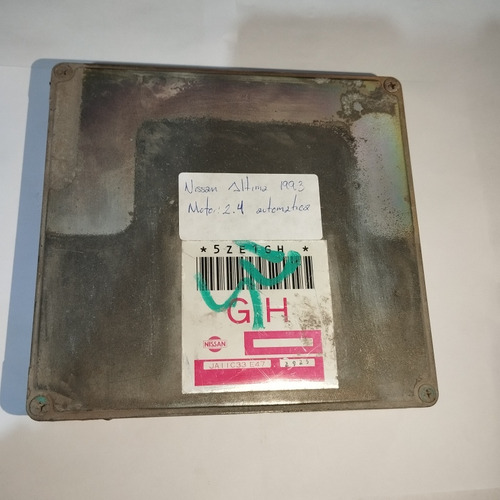 Nissan Altima 1993
Motor: 2.4 automatico
*5ZE1GH *
GH
NISSAN
JA11C33 E47